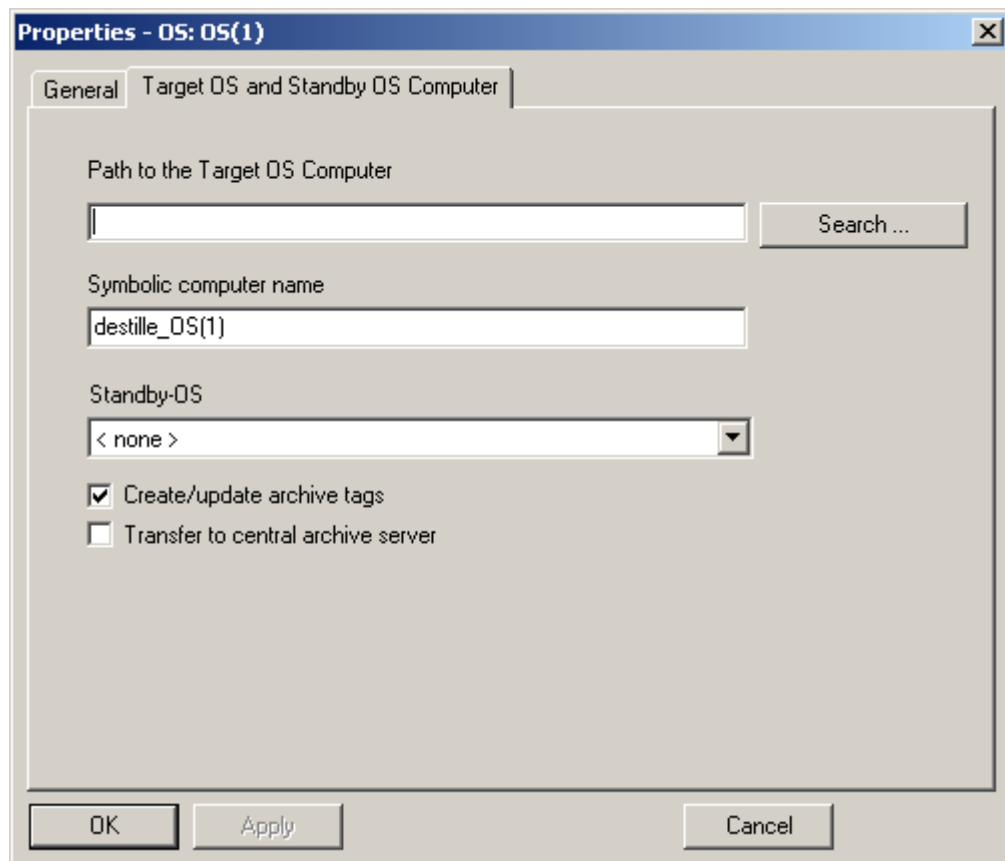 Properties - OS: OS(1)
General
Target OS and Standby OS Computer
Path to the Target OS Computer
Search ...
Symbolic computer name
destille_OS(1)
Standby-OS
< none >
Create/update archive tags
Transfer to central archive server
OK
Apply
Cancel